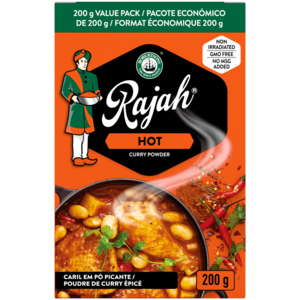 200 g VALUE PACK / PACOTE ECONÓMICO
DE 200 g / FORMAT ÉCONOMIQUE 200 g
ROBERTSONS
NON
IRRADIATED
GMO FREE
NO MSG
ADDED
Rajah®
HOT
CURRY POWDER
CARIL EM PÓ PICANTE /
POUDRE DE CURRY ÉPICÉ
200 g